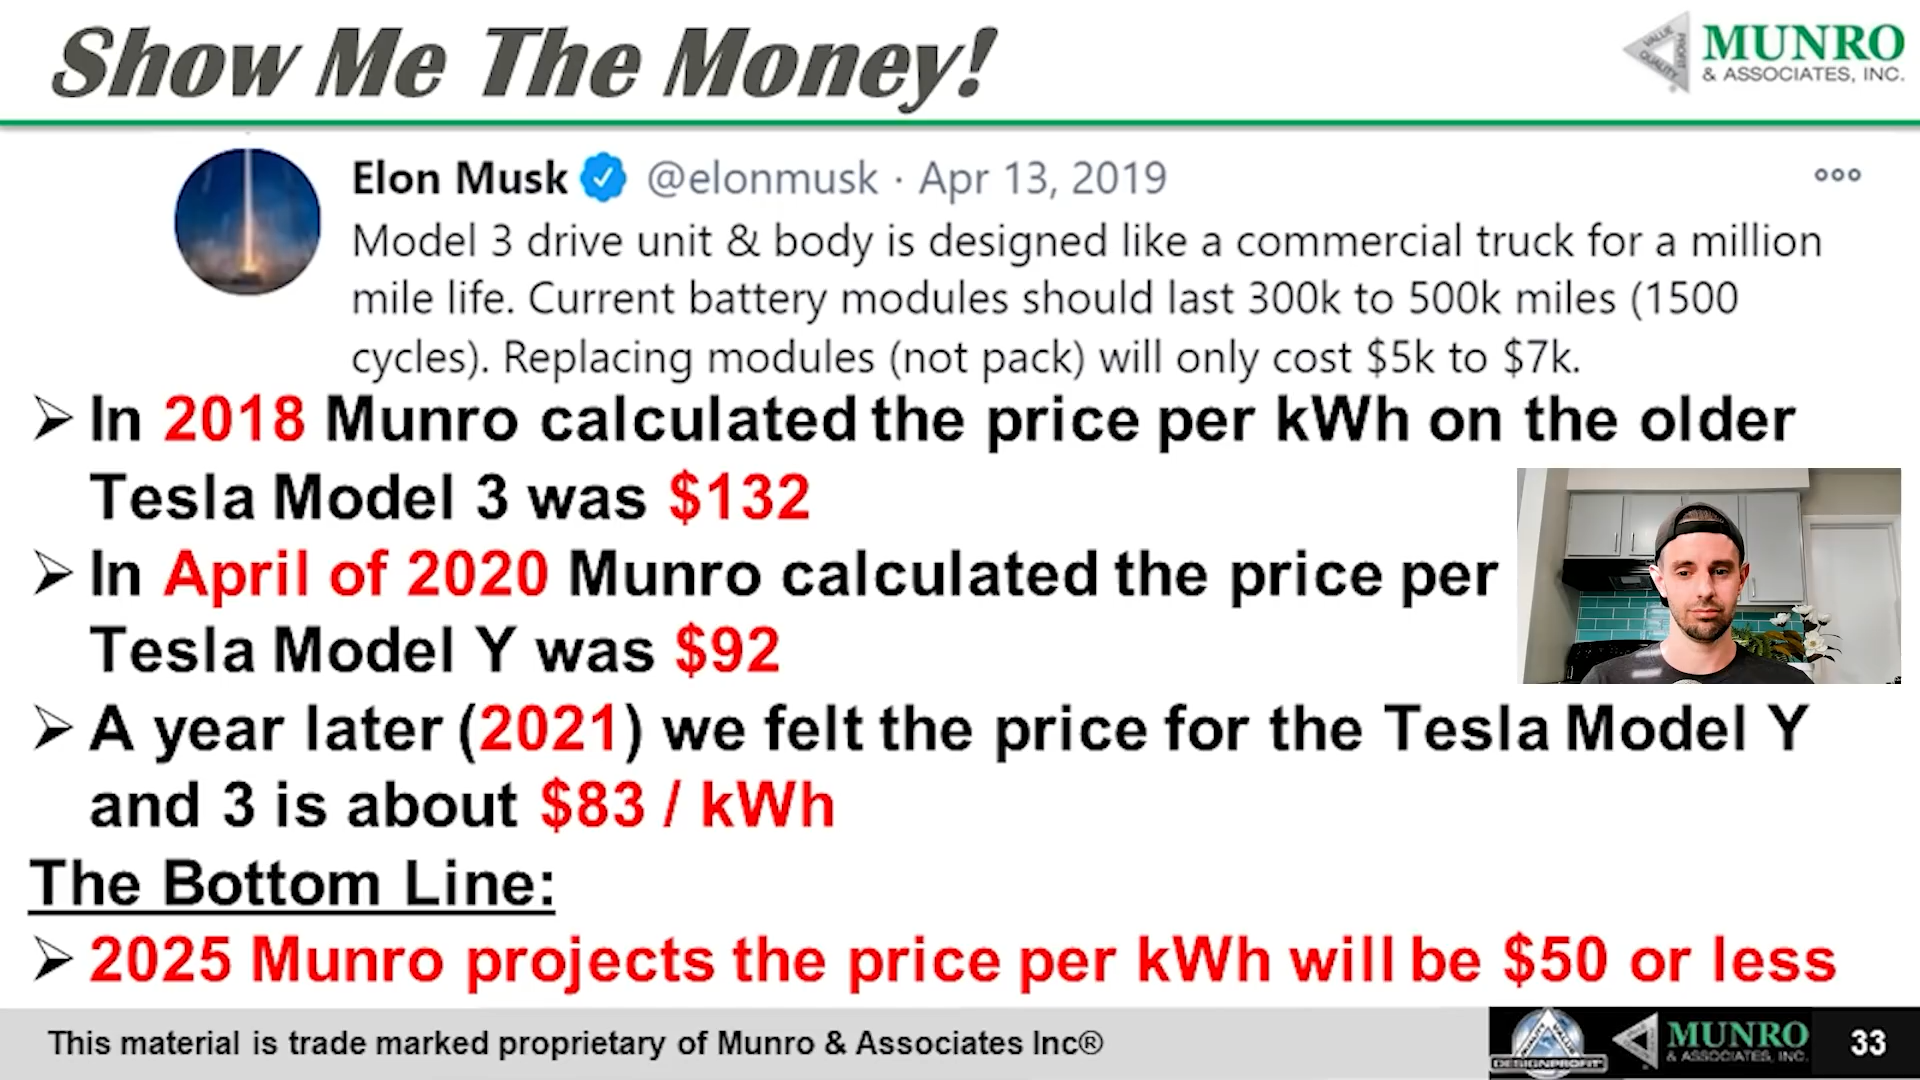 Show Me The Money!
VALUE
PROFIT
QUALITY
MUNRO
& ASSOCIATES, INC.
Elon Musk @elonmusk · Apr 13, 2019
Model 3 drive unit & body is designed like a commercial truck for a million
mile life. Current battery modules should last 300k to 500k miles (1500
cycles). Replacing modules (not pack) will only cost $5k to $7k.
➢ In 2018 Munro calculated the price per kWh on the older
Tesla Model 3 was $132
➢ In April of 2020 Munro calculated the price per
Tesla Model Y was $92
➢ A year later (2021) we felt the price for the Tesla Model Y
and 3 is about $83 / kWh
The Bottom Line:
➢ 2025 Munro projects the price per kWh will be $50 or less
This material is trade marked proprietary of Munro & Associates Inc®
DESIGNPROFIT
MUNRO
& ASSOCIATES, INC.
33